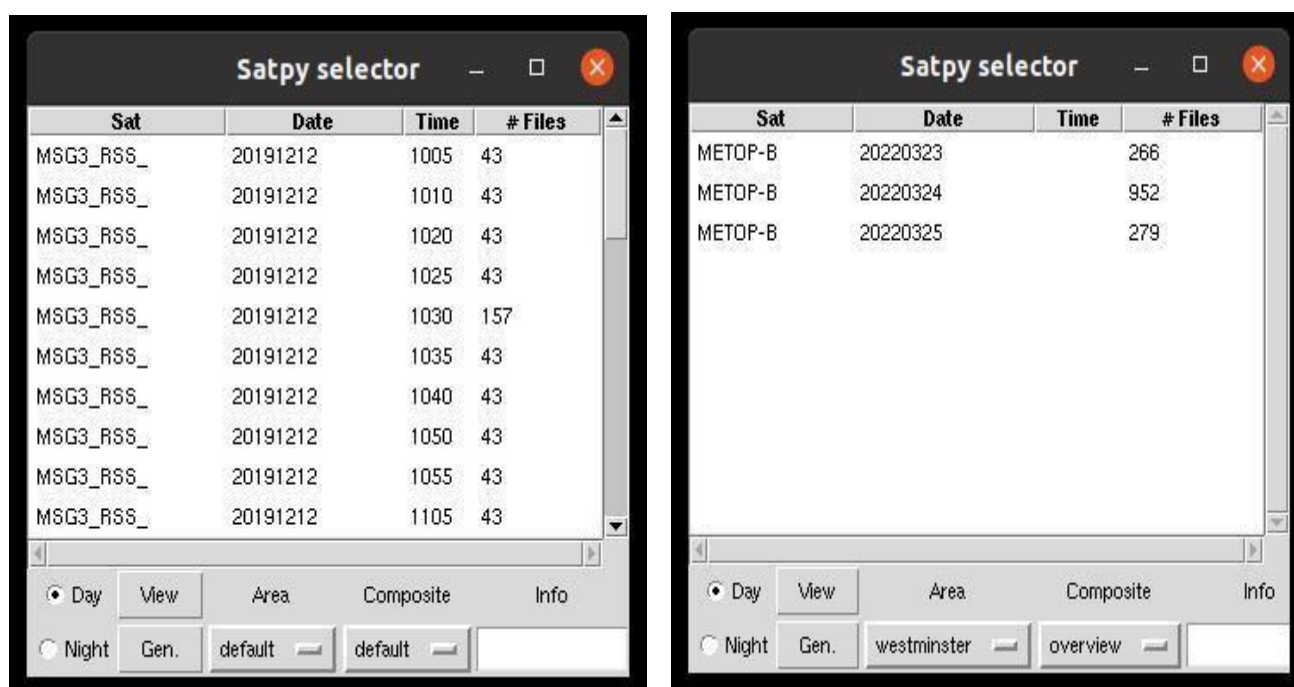 Satpy selector
Sat Date Time # Files
MSG3_RSS_ 20191212 1005 43
MSG3_RSS_ 20191212 1010 43
MSG3_RSS_ 20191212 1020 43
MSG3_RSS_ 20191212 1025 43
MSG3_RSS_ 20191212 1030 157
MSG3_RSS_ 20191212 1035 43
MSG3_RSS_ 20191212 1040 43
MSG3_RSS_ 20191212 1050 43
MSG3_RSS_ 20191212 1055 43
MSG3_RSS_ 20191212 1105 43
Day View Area Composite Info
Night Gen. default default
Satpy selector
Sat Date Time # Files
METOP-B 20220323 266
METOP-B 20220324 952
METOP-B 20220325 279
Day View Area Composite Info
Night Gen. westminster overview